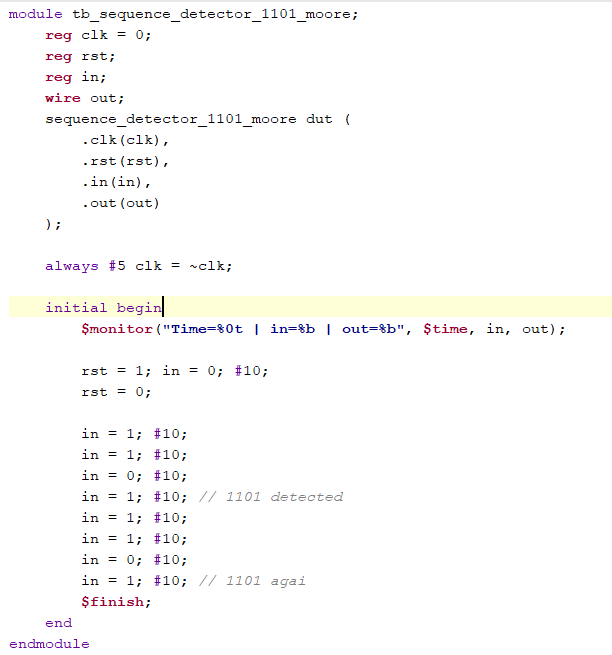 module tb_sequence_detector_1101_moore;
    reg clk = 0;
    reg rst;
    reg in;
    wire out;
    sequence_detector_1101_moore dut (
        .clk(clk),
        .rst(rst),
        .in(in),
        .out(out)
    );

    always #5 clk = ~clk;

    initial begin
        $monitor("Time=%0t | in=%b | out=%b", $time, in, out);

        rst = 1; in = 0; #10;
        rst = 0;

        in = 1; #10;
        in = 1; #10;
        in = 0; #10;
        in = 1; #10; // 1101 detected
        in = 1; #10;
        in = 1; #10;
        in = 0; #10;
        in = 1; #10; // 1101 agai
        $finish;
    end
endmodule